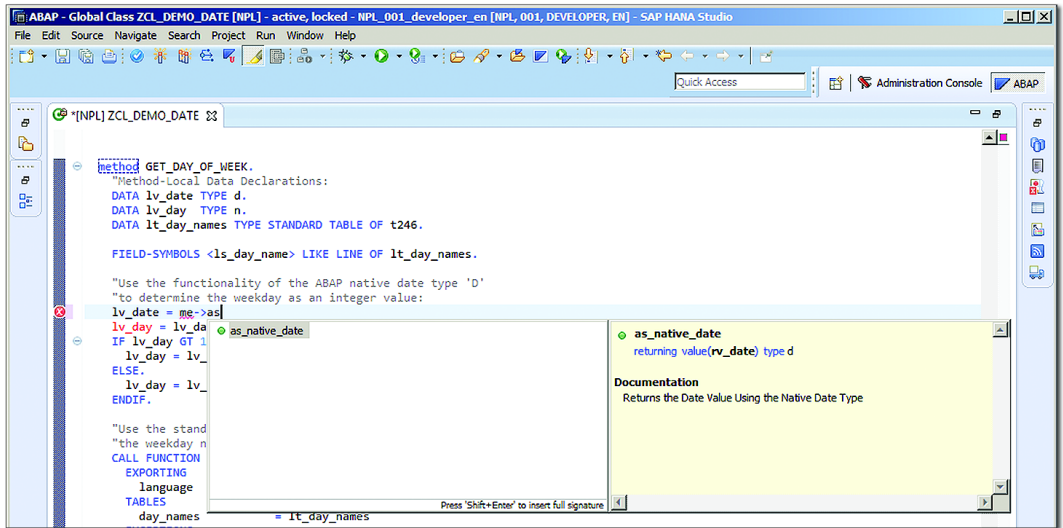 ABAP - Global Class ZCL_DEMO_DATE [NPL] - active, locked - NPL_001_developer_en [NPL, 001, DEVELOPER, EN] - SAP HANA Studio
File Edit Source Navigate Search Project Run Window Help
Quick Access
Administration Console
ABAP
*[NPL] ZCL_DEMO_DATE
method GET_DAY_OF_WEEK.
"Method-Local Data Declarations:
DATA lv_date TYPE d.
DATA lv_day TYPE n.
DATA lt_day_names TYPE STANDARD TABLE OF t246.
FIELD-SYMBOLS <ls_day_name> LIKE LINE OF lt_day_names.
"Use the functionality of the ABAP native date type 'D'
"to determine the weekday as an integer value:
lv_date = me->as
lv_day = lv_da
IF lv_day GT 1
lv_day = lv_
ELSE.
lv_day = lv_
ENDIF.
"Use the stand
"the weekday n
CALL FUNCTION
EXPORTING
language
TABLES
day_names = lt_day_names
as_native_date
Press 'Shift+Enter' to insert full signature
as_native_date
returning value(rv_date) type d
Documentation
Returns the Date Value Using the Native Date Type